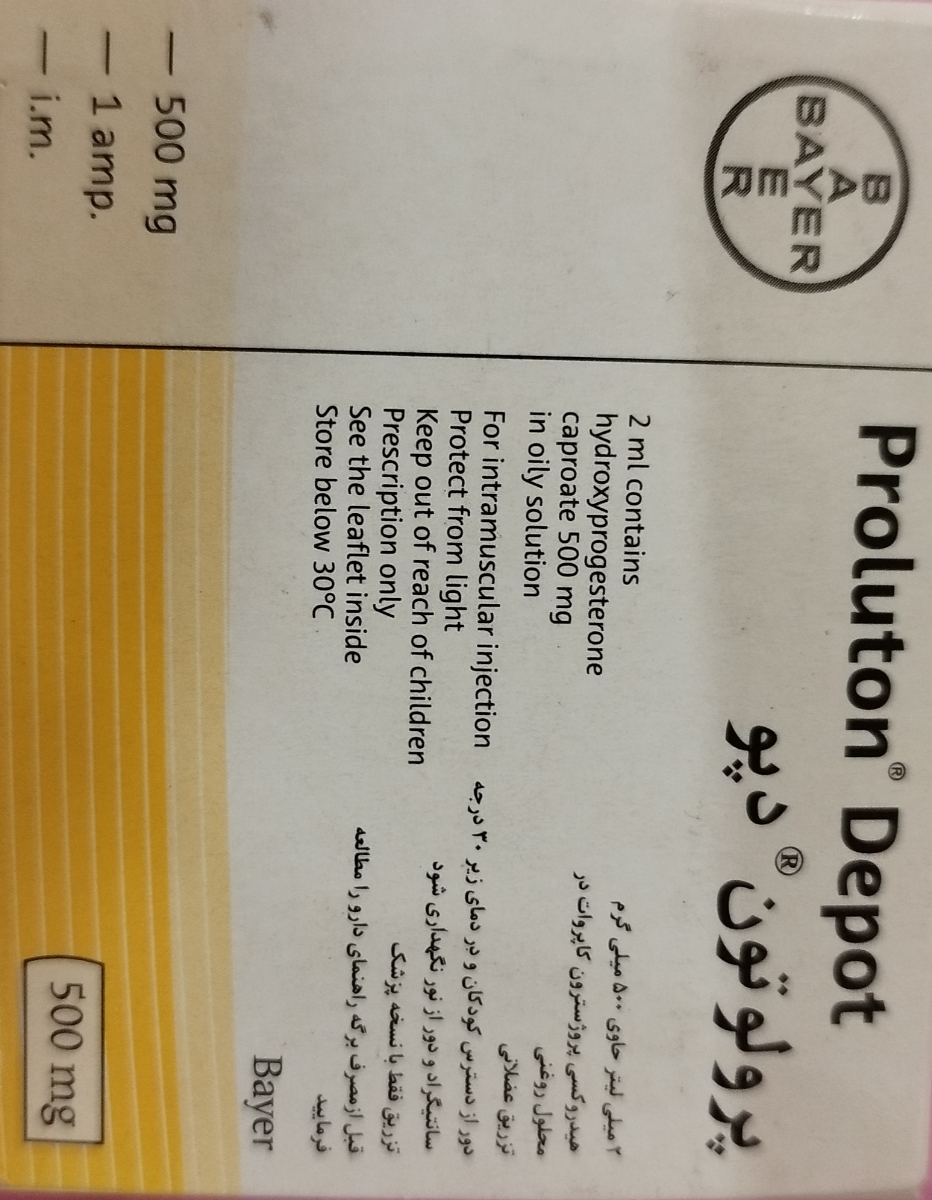 BAYER
BAYER
Proluton® Depot
پرولوتون® دپو
2 ml contains
hydroxyprogesterone
caproate 500 mg
in oily solution
For intramuscular injection
Protect from light
Keep out of reach of children
Prescription only
See the leaflet inside
Store below 30°C
۲ میلی لیتر حاوی ۵۰۰ میلی گرم
هیدروکسی پروژسترون کاپروات در
محلول روغنی
تزریق عضلانی
دور از دسترس کودکان و در دمای زیر ۳۰ درجه
سانتیگراد و دور از نور نگهداری شود
تزریق فقط با نسخه پزشک
قبل ازمصرف برگه راهنمای دارو را مطالعه
فرمایید
Bayer
— 500 mg
— 1 amp.
— i.m.
500 mg